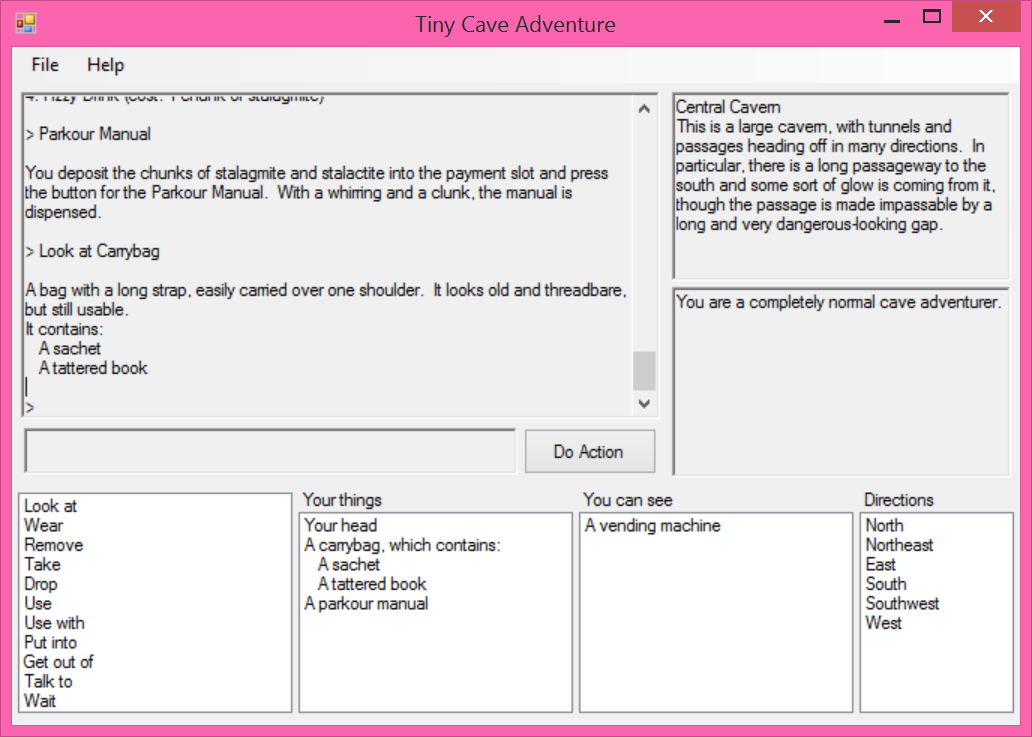 Tiny Cave Adventure
File Help
4. Fizzy Drink (Cost: 1 chunk of stalagmite)
> Parkour Manual
You deposit the chunks of stalagmite and stalactite into the payment slot and press
the button for the Parkour Manual. With a whirring and a clunk, the manual is
dispensed.
> Look at Carrybag
A bag with a long strap, easily carried over one shoulder. It looks old and threadbare,
but still usable.
It contains:
A sachet
A tattered book
>
Do Action
Central Cavern
This is a large cavern, with tunnels and
passages heading off in many directions. In
particular, there is a long passageway to the
south and some sort of glow is coming from it,
though the passage is made impassable by a
long and very dangerous-looking gap.
You are a completely normal cave adventurer.
Look at
Wear
Remove
Take
Drop
Use
Use with
Put into
Get out of
Talk to
Wait
Your things
Your head
A carrybag, which contains:
A sachet
A tattered book
A parkour manual
You can see
A vending machine
Directions
North
Northeast
East
South
Southwest
West